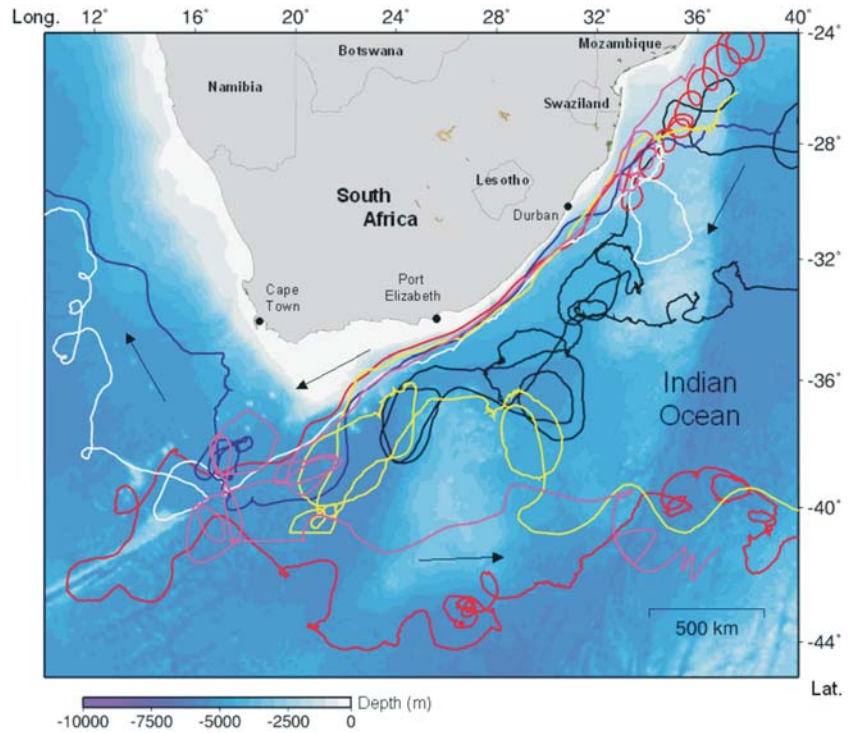 Long. 12° 16° 20° 24° 28° 32° 36° 40°
-24°
Botswana
Mozambique
Namibia
Swaziland
-28°
Lesotho
South
Africa
Durban
-32°
Cape
Town
Port
Elizabeth
Indian
Ocean
-36°
-40°
500 km
-44°
Lat.
Depth (m)
-10000 -7500 -5000 -2500 0